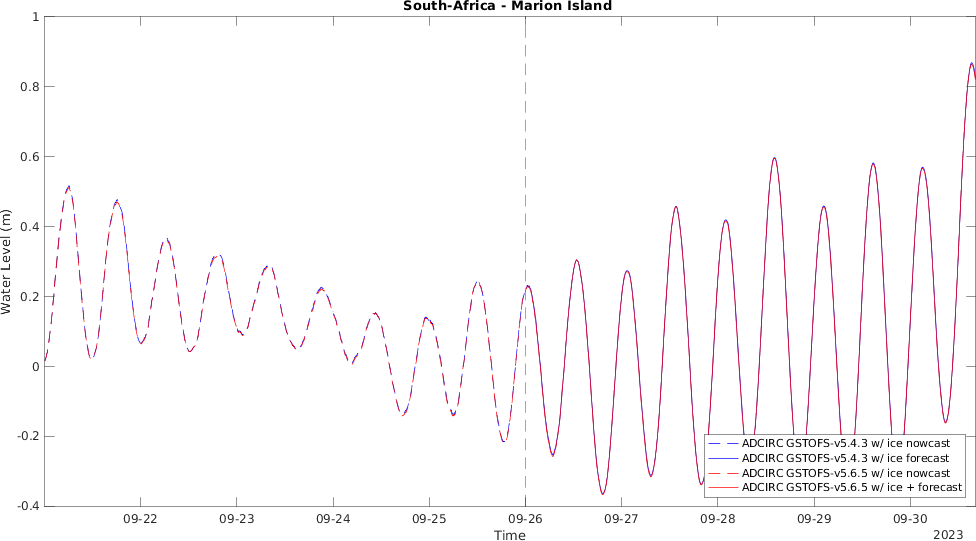 South-Africa - Marion Island
Water Level (m)
1
0.8
0.6
0.4
0.2
0
-0.2
-0.4
ADCIRC GSTOFS-v5.4.3 w/ ice nowcast
ADCIRC GSTOFS-v5.4.3 w/ ice forecast
ADCIRC GSTOFS-v5.6.5 w/ ice nowcast
ADCIRC GSTOFS-v5.6.5 w/ ice + forecast
09-22 09-23 09-24 09-25 09-26 09-27 09-28 09-29 09-30
Time
2023